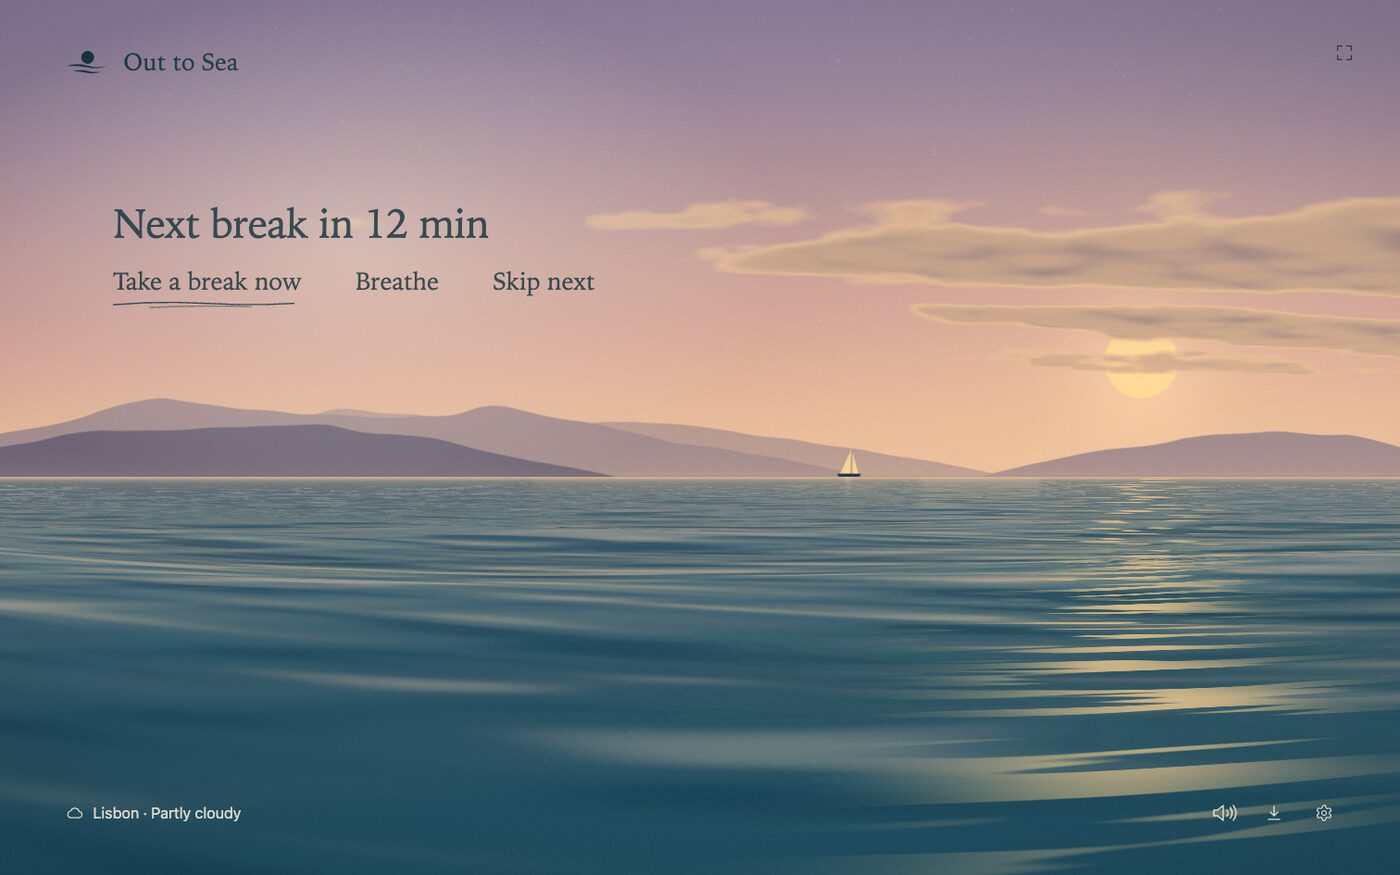 Out to Sea
Next break in 12 min
Take a break now
Breathe
Skip next
Lisbon · Partly cloudy